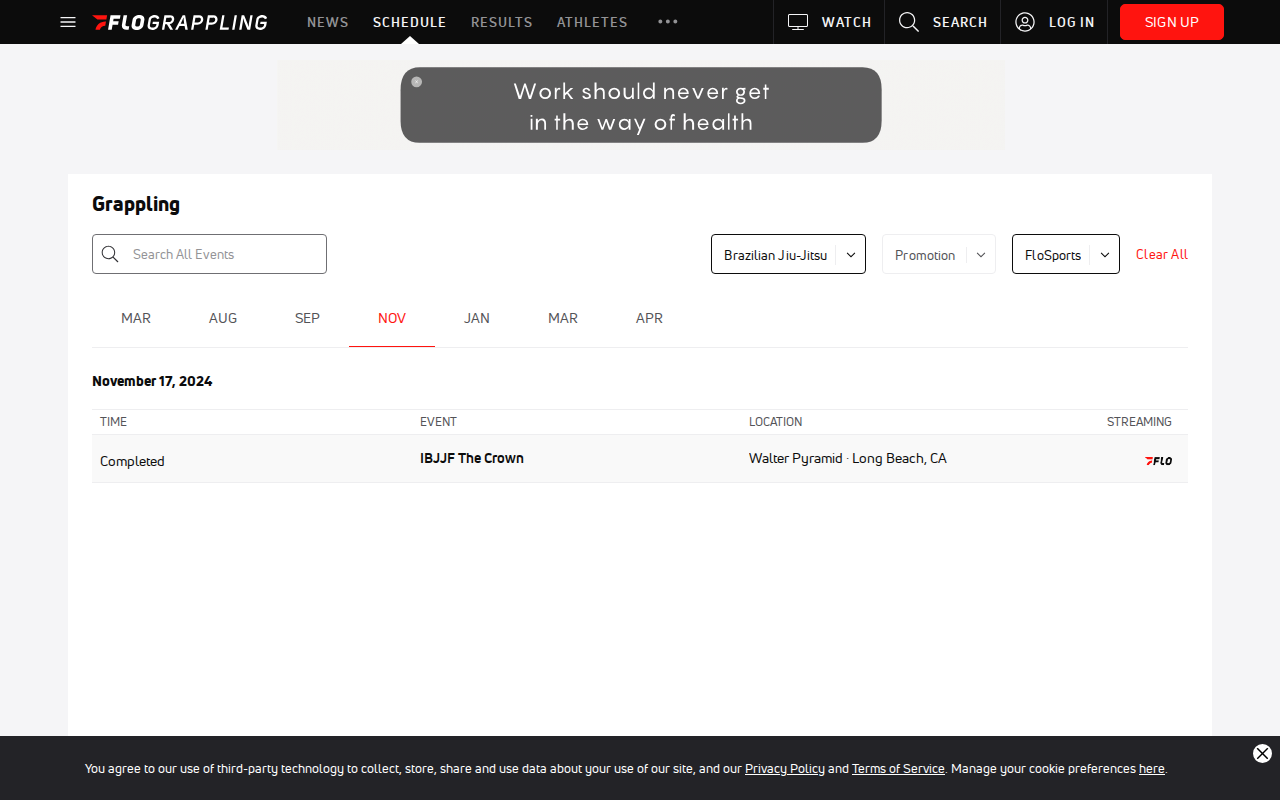 FLOGRAPPLING NEWS SCHEDULE RESULTS ATHLETES WATCH SEARCH LOG IN SIGN UP
Work should never get
in the way of health
Grappling
Search All Events Brazilian Jiu-Jitsu Promotion FloSports Clear All
MAR AUG SEP NOV JAN MAR APR
November 17, 2024
TIME EVENT LOCATION STREAMING
Completed IBJJF The Crown Walter Pyramid · Long Beach, CA FLO
You agree to our use of third-party technology to collect, store, share and use data about your use of our site, and our Privacy Policy and Terms of Service. Manage your cookie preferences here.